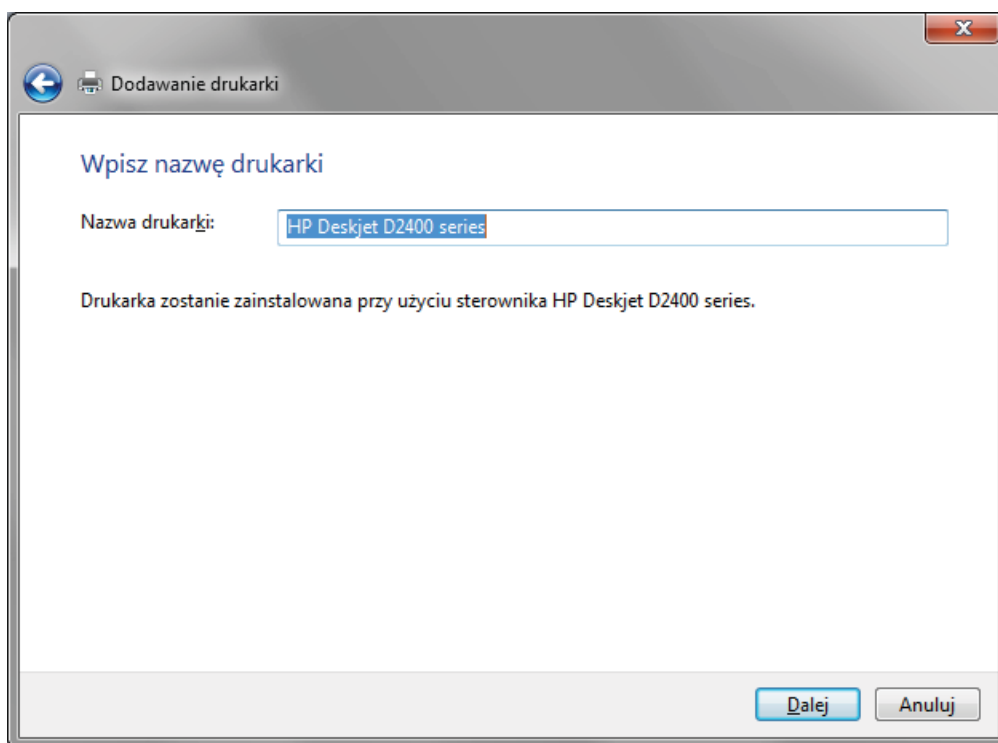 Dodawanie drukarki
Wpisz nazwę drukarki
Nazwa drukarki: HP Deskjet D2400 series
Drukarka zostanie zainstalowana przy użyciu sterownika HP Deskjet D2400 series.
Dalej Anuluj